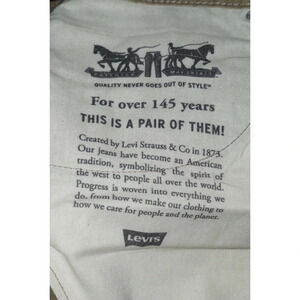 QUALITY NEVER GOES OUT OF STYLE™
For over 145 years
THIS IS A PAIR OF THEM!
Created by Levi Strauss & Co in 1873.
Our Jeans have become an American
tradition, symbolizing the spirit of
the west to people all over the world.
Progress is woven into everything we
do, from how we make our clothing to
how we care for people and the planet.
LEVI'S